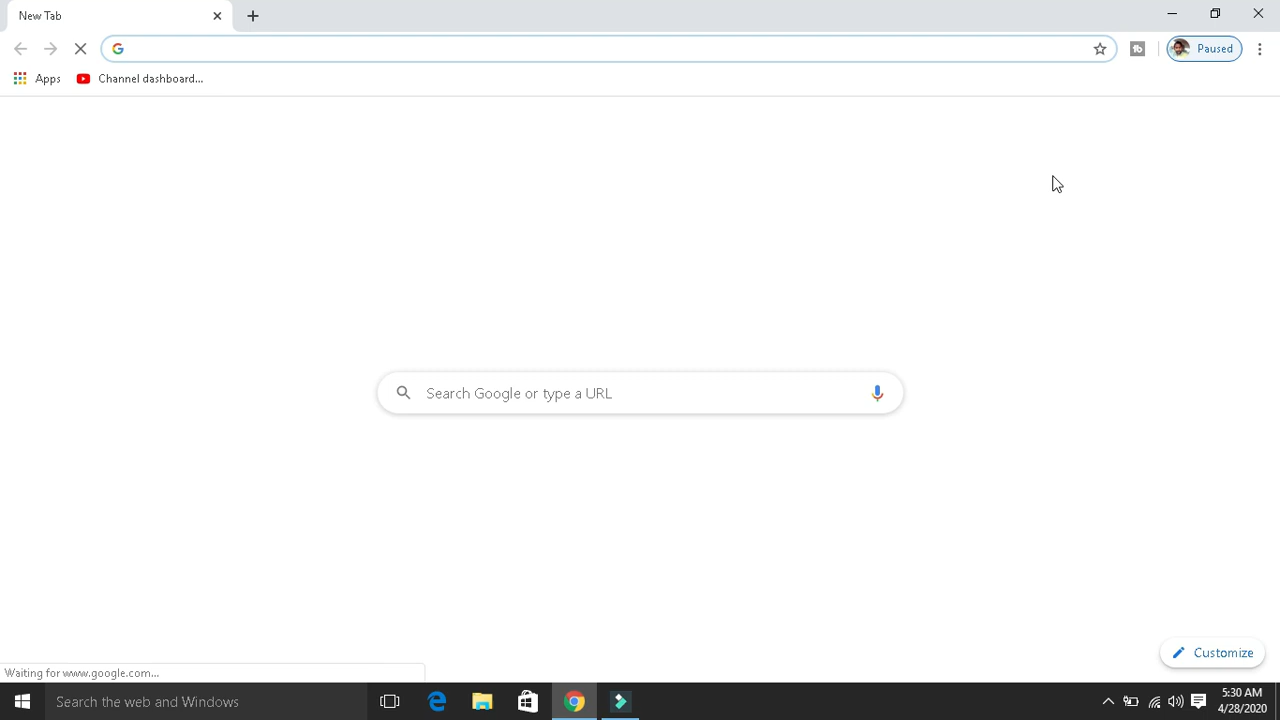 New Tab
Paused
Apps
Channel dashboard...
Search Google or type a URL
Customize
Waiting for www.google.com...
Search the web and Windows
5:30 AM
4/28/2020